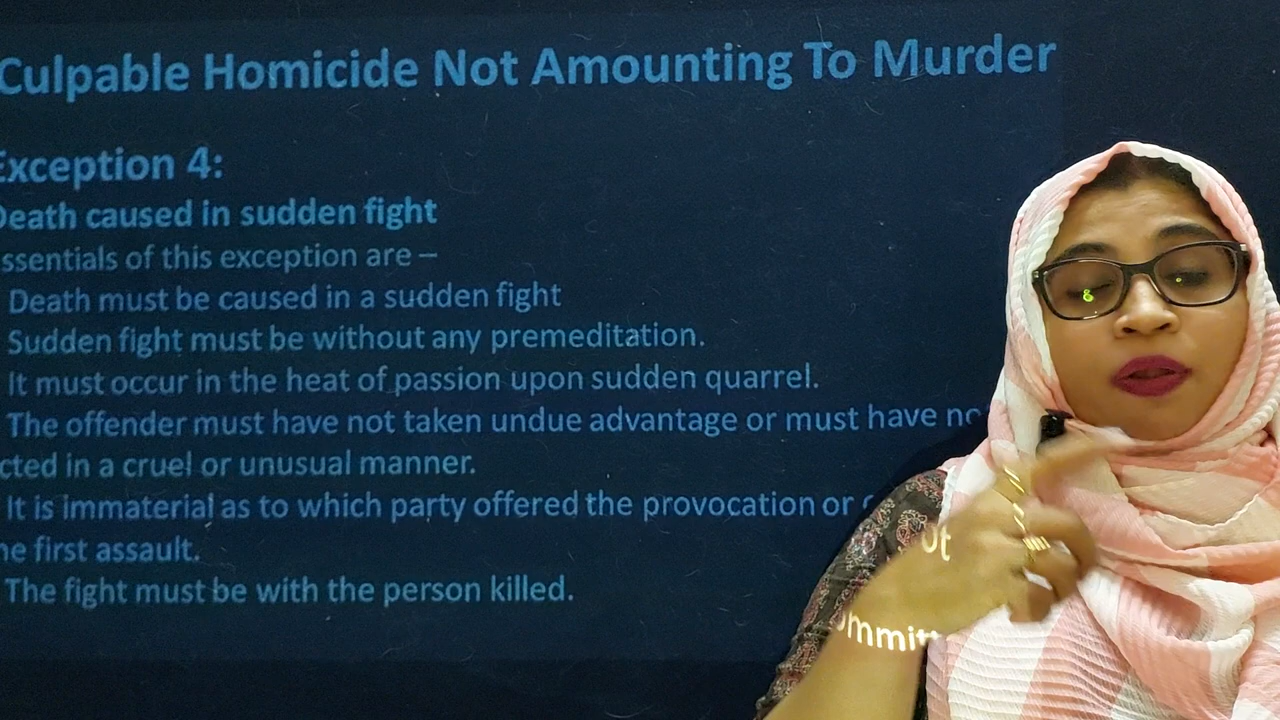 Culpable Homicide Not Amounting To Murder
Exception 4:
Death caused in sudden fight
ssentials of this exception are –
Death must be caused in a sudden fight
Sudden fight must be without any premeditation.
It must occur in the heat of passion upon sudden quarrel.
The offender must have not taken undue advantage or must have no
cted in a cruel or unusual manner.
It is immaterial as to which party offered the provocation or
ommitt
he first assault.
The fight must be with the person killed.